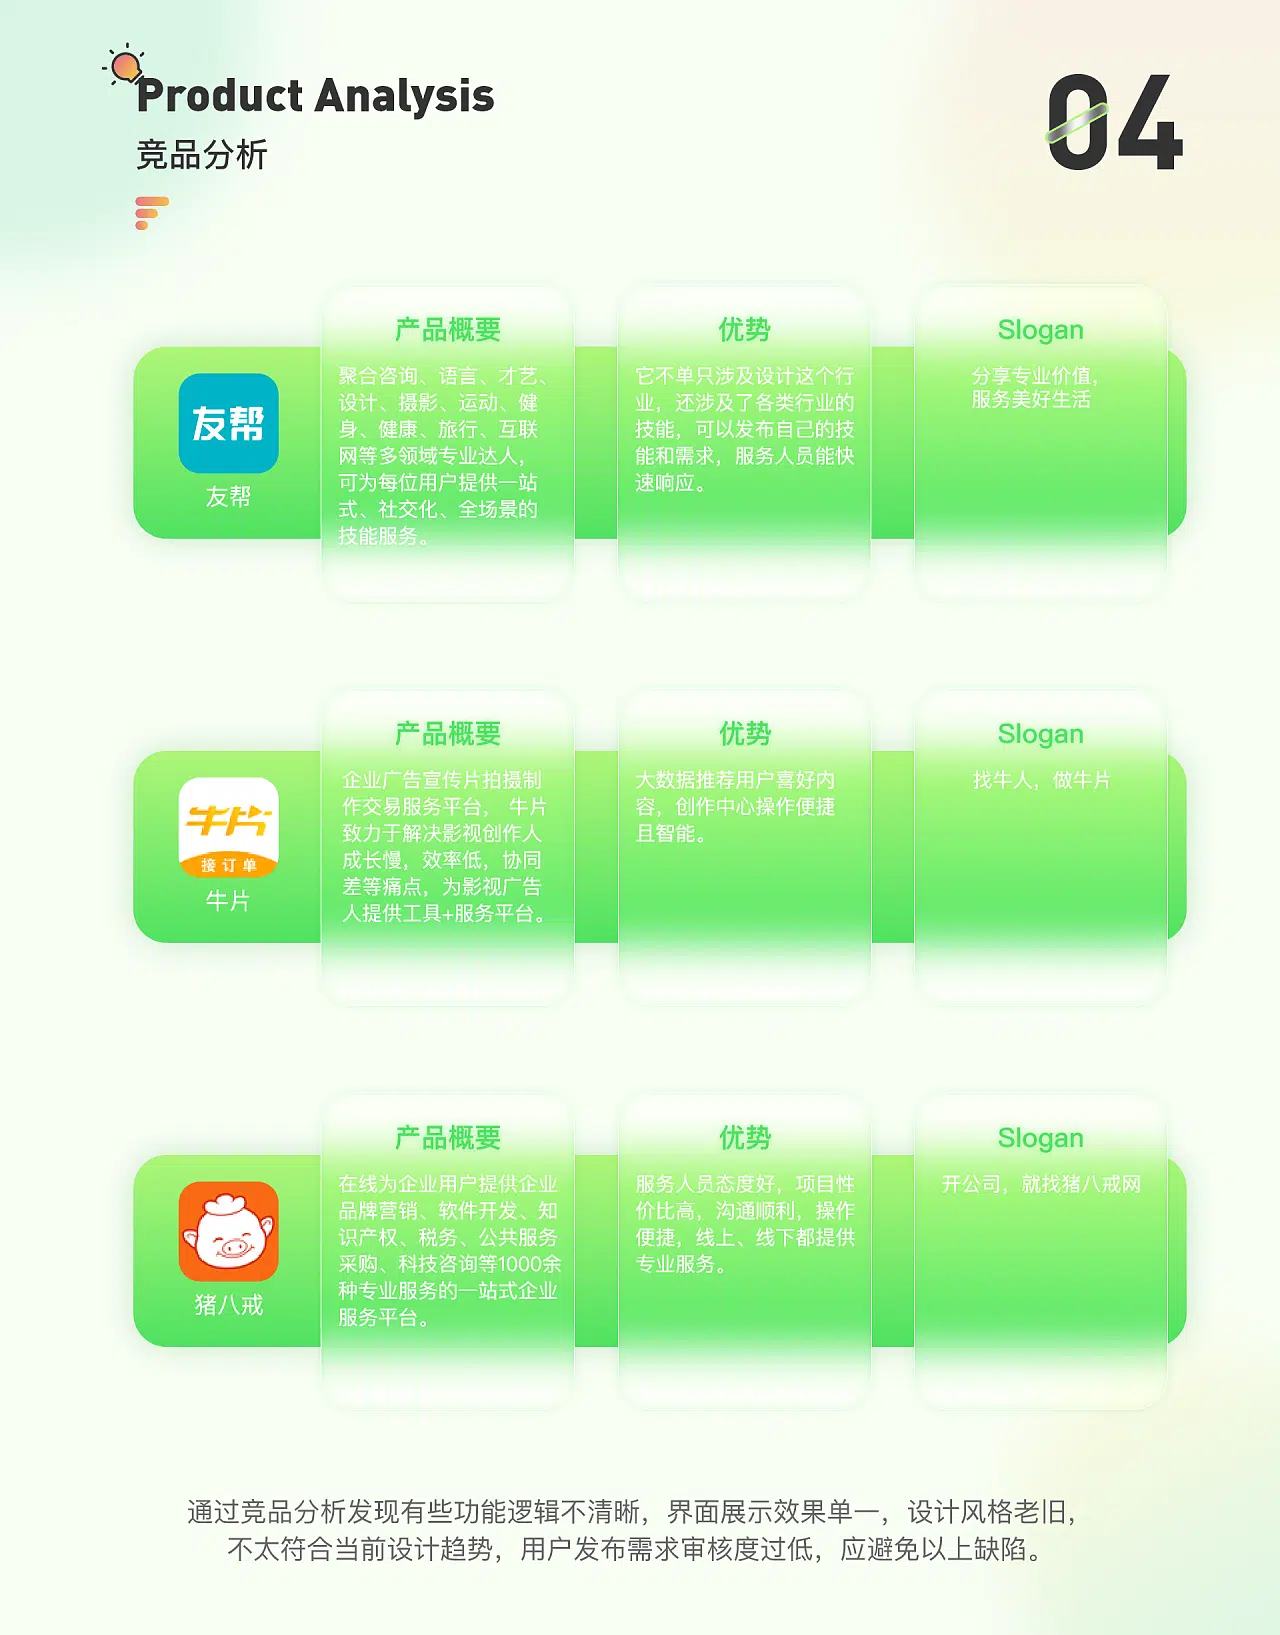 Product Analysis
竞品分析
04
友帮
友帮
产品概要
聚合咨询、语言、才艺、
设计、摄影、运动、健
身、健康、旅行、互联
网等多领域专业达人，
可为每位用户提供一站
式、社交化、全场景的
技能服务。
优势
它不单只涉及设计这个行
业，还涉及了各类行业的
技能，可以发布自己的技
能和需求，服务人员能快
速响应。
Slogan
分享专业价值，
服务美好生活
牛片
接订单
牛片
产品概要
企业广告宣传片拍摄制
作交易服务平台， 牛片
致力于解决影视创作人
成长慢，效率低，协同
差等痛点，为影视广告
人提供工具+服务平台。
优势
大数据推荐用户喜好内
容，创作中心操作便捷
且智能。
Slogan
找牛人，做牛片
猪八戒
产品概要
在线为企业用户提供企业
品牌营销、软件开发、知
识产权、税务、公共服务
采购、科技咨询等1000余
种专业服务的一站式企业
服务平台。
优势
服务人员态度好，项目性
价比高，沟通顺利，操作
便捷，线上、线下都提供
专业服务。
Slogan
开公司，就找猪八戒网
通过竞品分析发现有些功能逻辑不清晰，界面展示效果单一，设计风格老旧，
不太符合当前设计趋势，用户发布需求审核度过低，应避免以上缺陷。